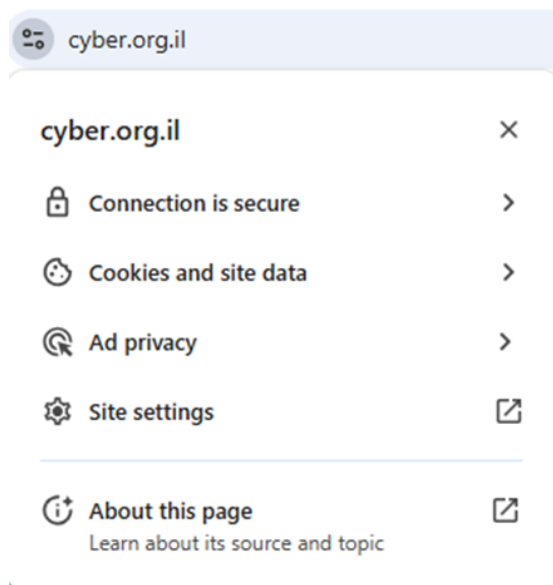 cyber.org.il
cyber.org.il
Connection is secure
Cookies and site data
Ad privacy
Site settings
About this page
Learn about its source and topic